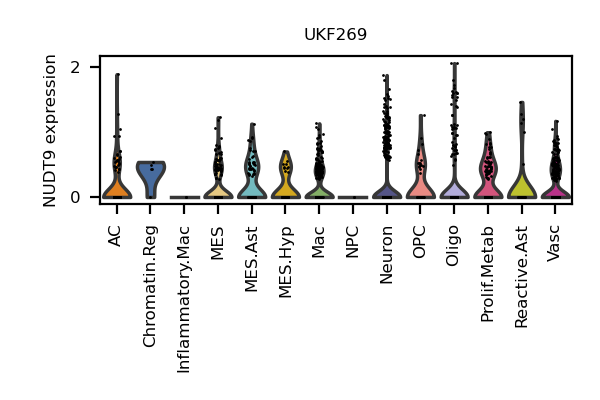 UKF269
NUDT9 expression
2
0
AC
Chromatin.Reg
Inflammatory.Mac
MES
MES.Ast
MES.Hyp
Mac
NPC
Neuron
OPC
Oligo
Prolif.Metab
Reactive.Ast
Vasc